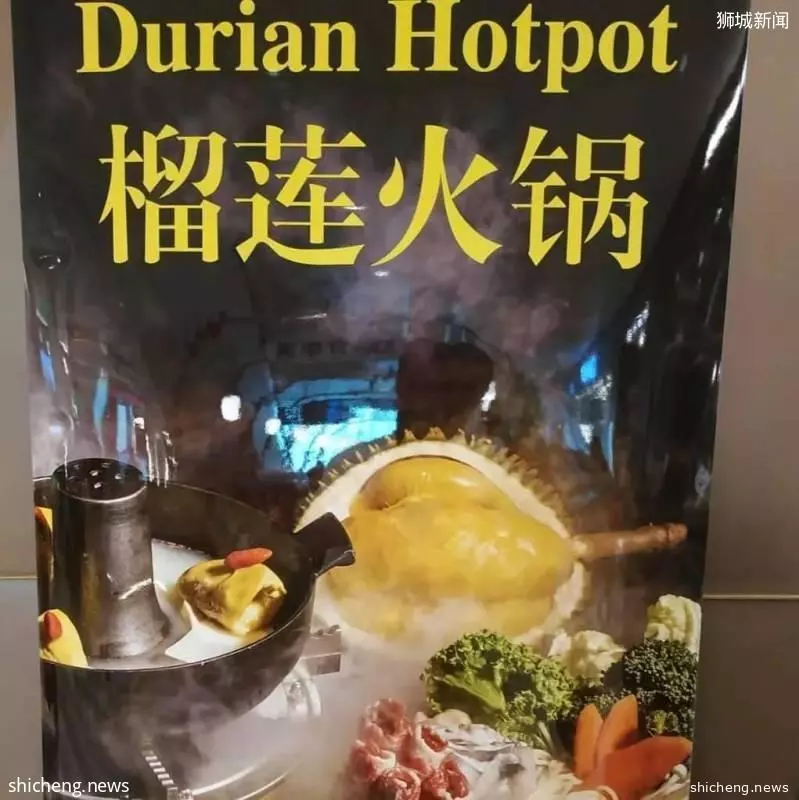 狮城新闻
Durian Hotpot
榴莲火锅
shicheng.news
shicheng.news